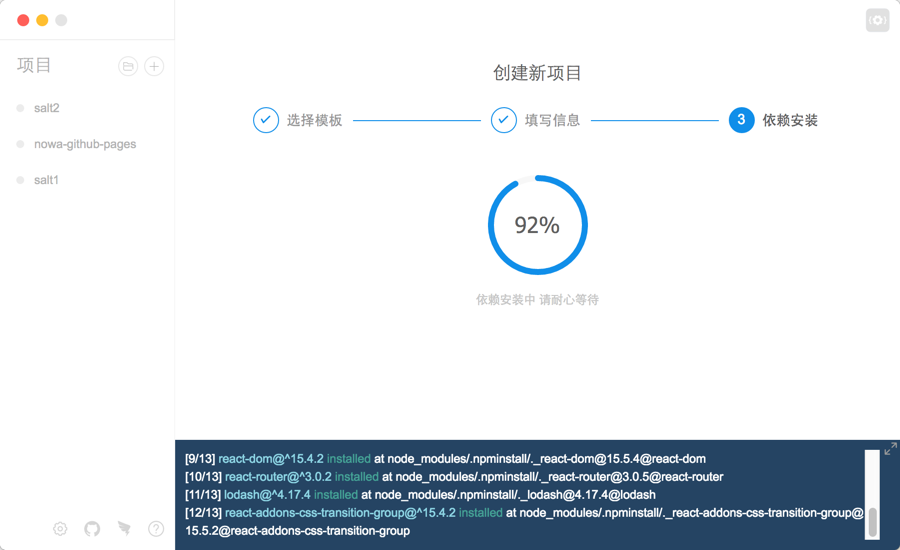 项目
salt2
nowa-github-pages
salt1
创建新项目
选择模板
填写信息
3 依赖安装
92%
依赖安装中 请耐心等待
[9/13] react-dom@^15.4.2 installed at node_modules/.npminstall/._react-dom@15.5.4@react-dom
[10/13] react-router@^3.0.2 installed at node_modules/.npminstall/._react-router@3.0.5@react-router
[11/13] lodash@^4.17.4 installed at node_modules/.npminstall/._lodash@4.17.4@lodash
[12/13] react-addons-css-transition-group@^15.4.2 installed at node_modules/.npminstall/._react-addons-css-transition-group@
15.5.2@react-addons-css-transition-group